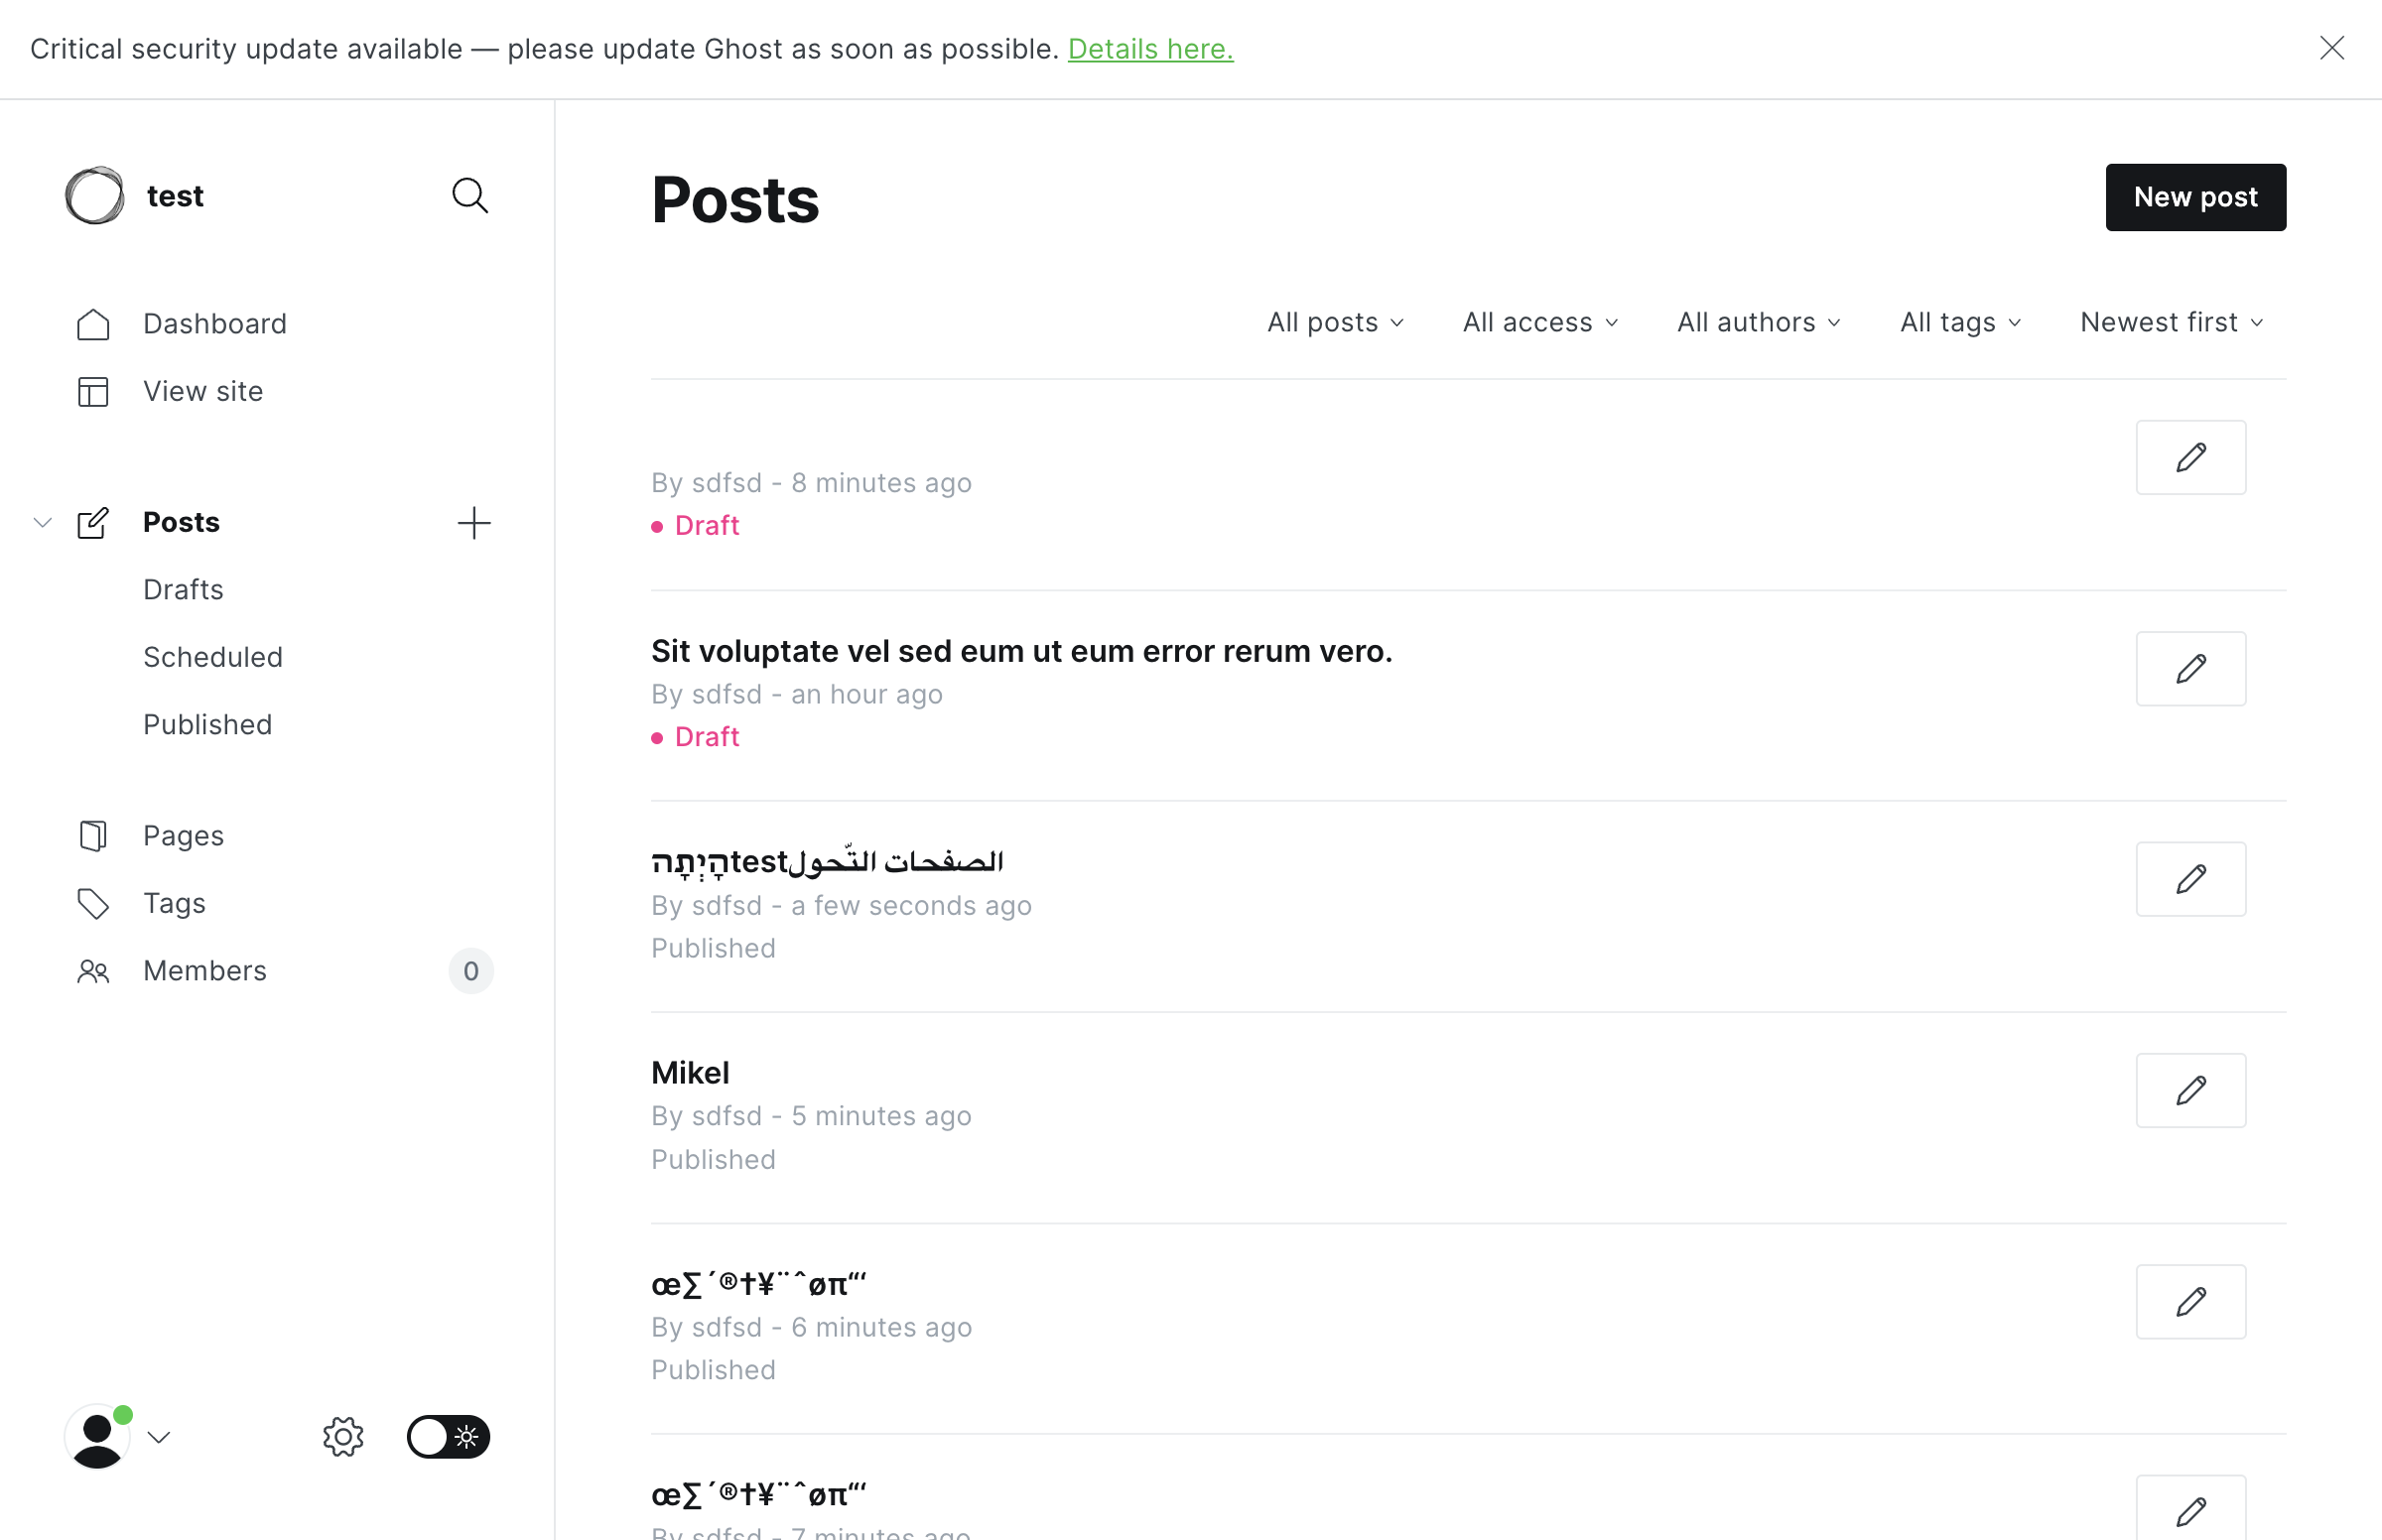 Critical security update available — please update Ghost as soon as possible. Details here.
test
Dashboard
View site
Posts
Drafts
Scheduled
Published
Pages
Tags
Members 0
Posts
New post
All posts All access All authors All tags Newest first
By sdfsd - 8 minutes ago
Draft
Sit voluptate vel sed eum ut eum error rerum vero.
By sdfsd - an hour ago
Draft
הָיְתָהtestالصفحات التّحول
By sdfsd - a few seconds ago
Published
Mikel
By sdfsd - 5 minutes ago
Published
œ∑´®†¥¨ˆøπ“‘
By sdfsd - 6 minutes ago
Published
œ∑´®†¥¨ˆøπ“‘
By sdfsd - 7 minutes ago